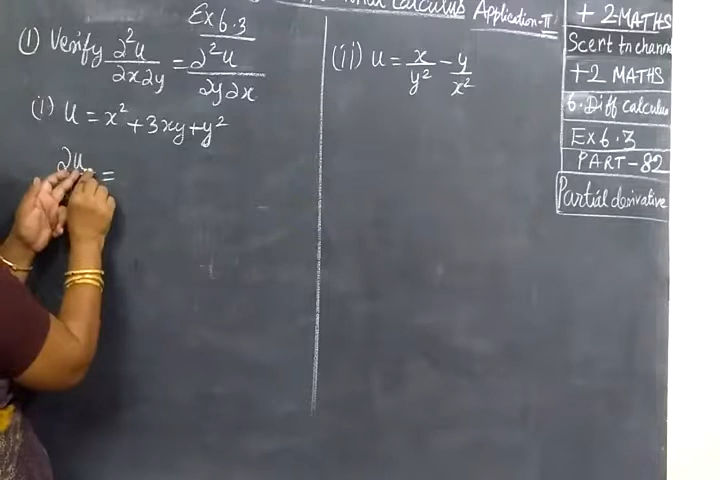 Calculus Application-II
Ex 6.3
(1) Verify ∂²u/∂x∂y = ∂²u/∂y∂x
(i) u = x² + 3xy + y²
∂u =
(ii) u = x/y² - y/x²
+2 MATHS
Scert tn channe
+2 MATHS
6. Diff calculus
Ex 6.3
PART-82
Partial derivative